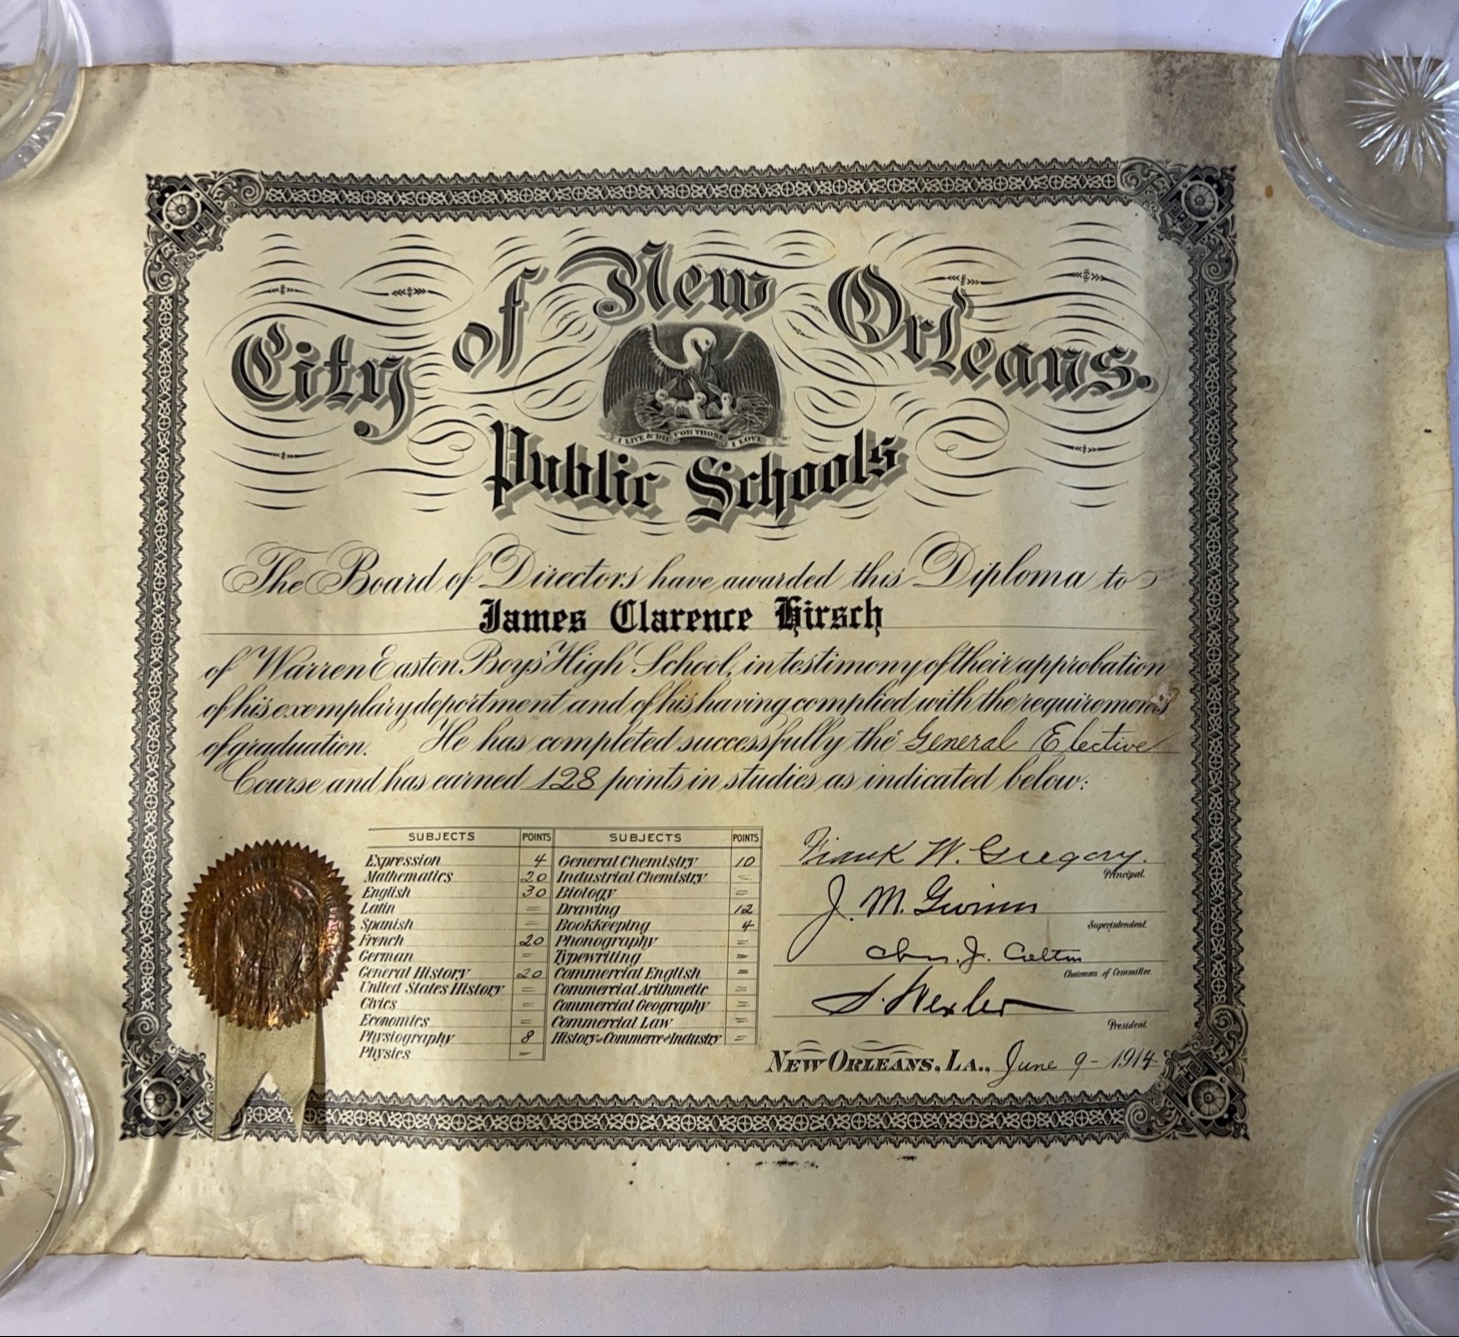 City of New Orleans.
I LIVE & DIE FOR THOSE I LOVE
Public Schools
The Board of Directors have awarded this Diploma to
James Clarence Hirsch
of Warren Easton Boys' High School, in testimony of their approbation
of his exemplary deportment and of his having complied with the requirements
of graduation. He has completed successfully the General Elective
Course and has earned 128 points in studies as indicated below:
SUBJECTS POINTS SUBJECTS POINTS
Expression 4 General Chemistry 10
Mathematics 20 Industrial Chemistry =
English 30 Biology =
Latin = Drawing 12
Spanish Bookkeeping 4
French 20 Phonography =
German = Typewriting =
General History 20 Commercial English =
United States History = Commercial Arithmetic =
Civics = Commercial Geography =
Economics = Commercial Law =
Physiography 8 History of Commerce & Industry =
Physics =
Frank W. Gregory.
Principal.
J. M. Gwinn
Superintendent.
Chas. J. Colton
Chairman of Committee.
S. Wexler
President.
NEW ORLEANS, LA., June 9 - 1914